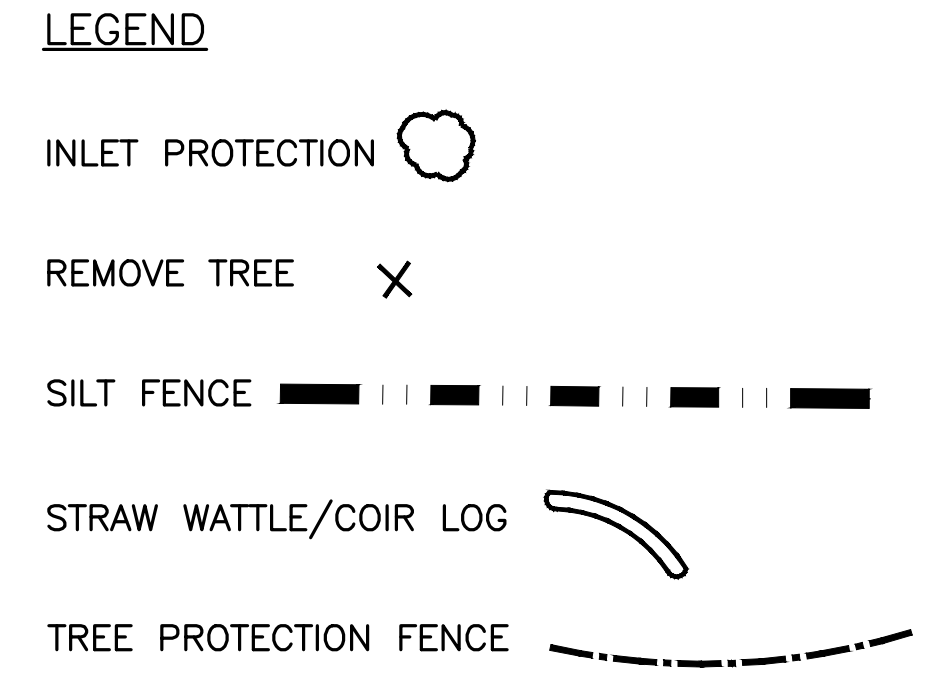 LEGEND
INLET PROTECTION
REMOVE TREE
SILT FENCE
STRAW WATTLE/COIR LOG
TREE PROTECTION FENCE